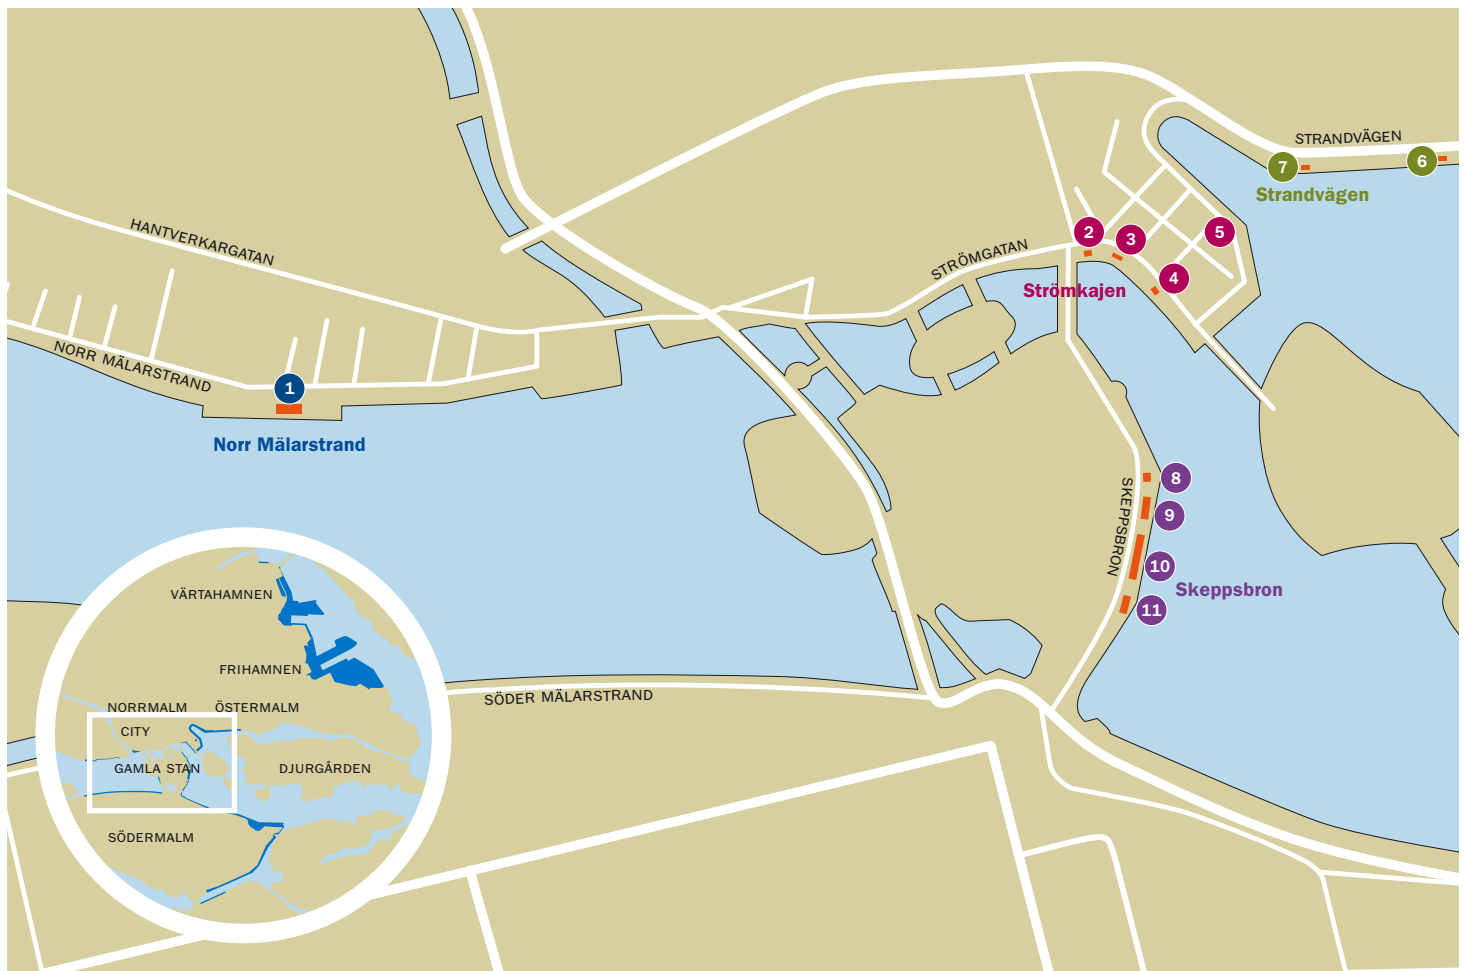 STRANDVÄGEN
7
6
Strandvägen
HANTVERKARGATAN
STRÖMGATAN
2
3
5
4
Strömkajen
NORR MÄLARSTRAND
1
Norr Mälarstrand
SKEPPSBRON
8
9
10
11
Skeppsbron
SÖDER MÄLARSTRAND
VÄRTAHAMNEN
FRIHAMNEN
NORRMALM
ÖSTERMALM
CITY
GAMLA STAN
DJURGÅRDEN
SÖDERMALM